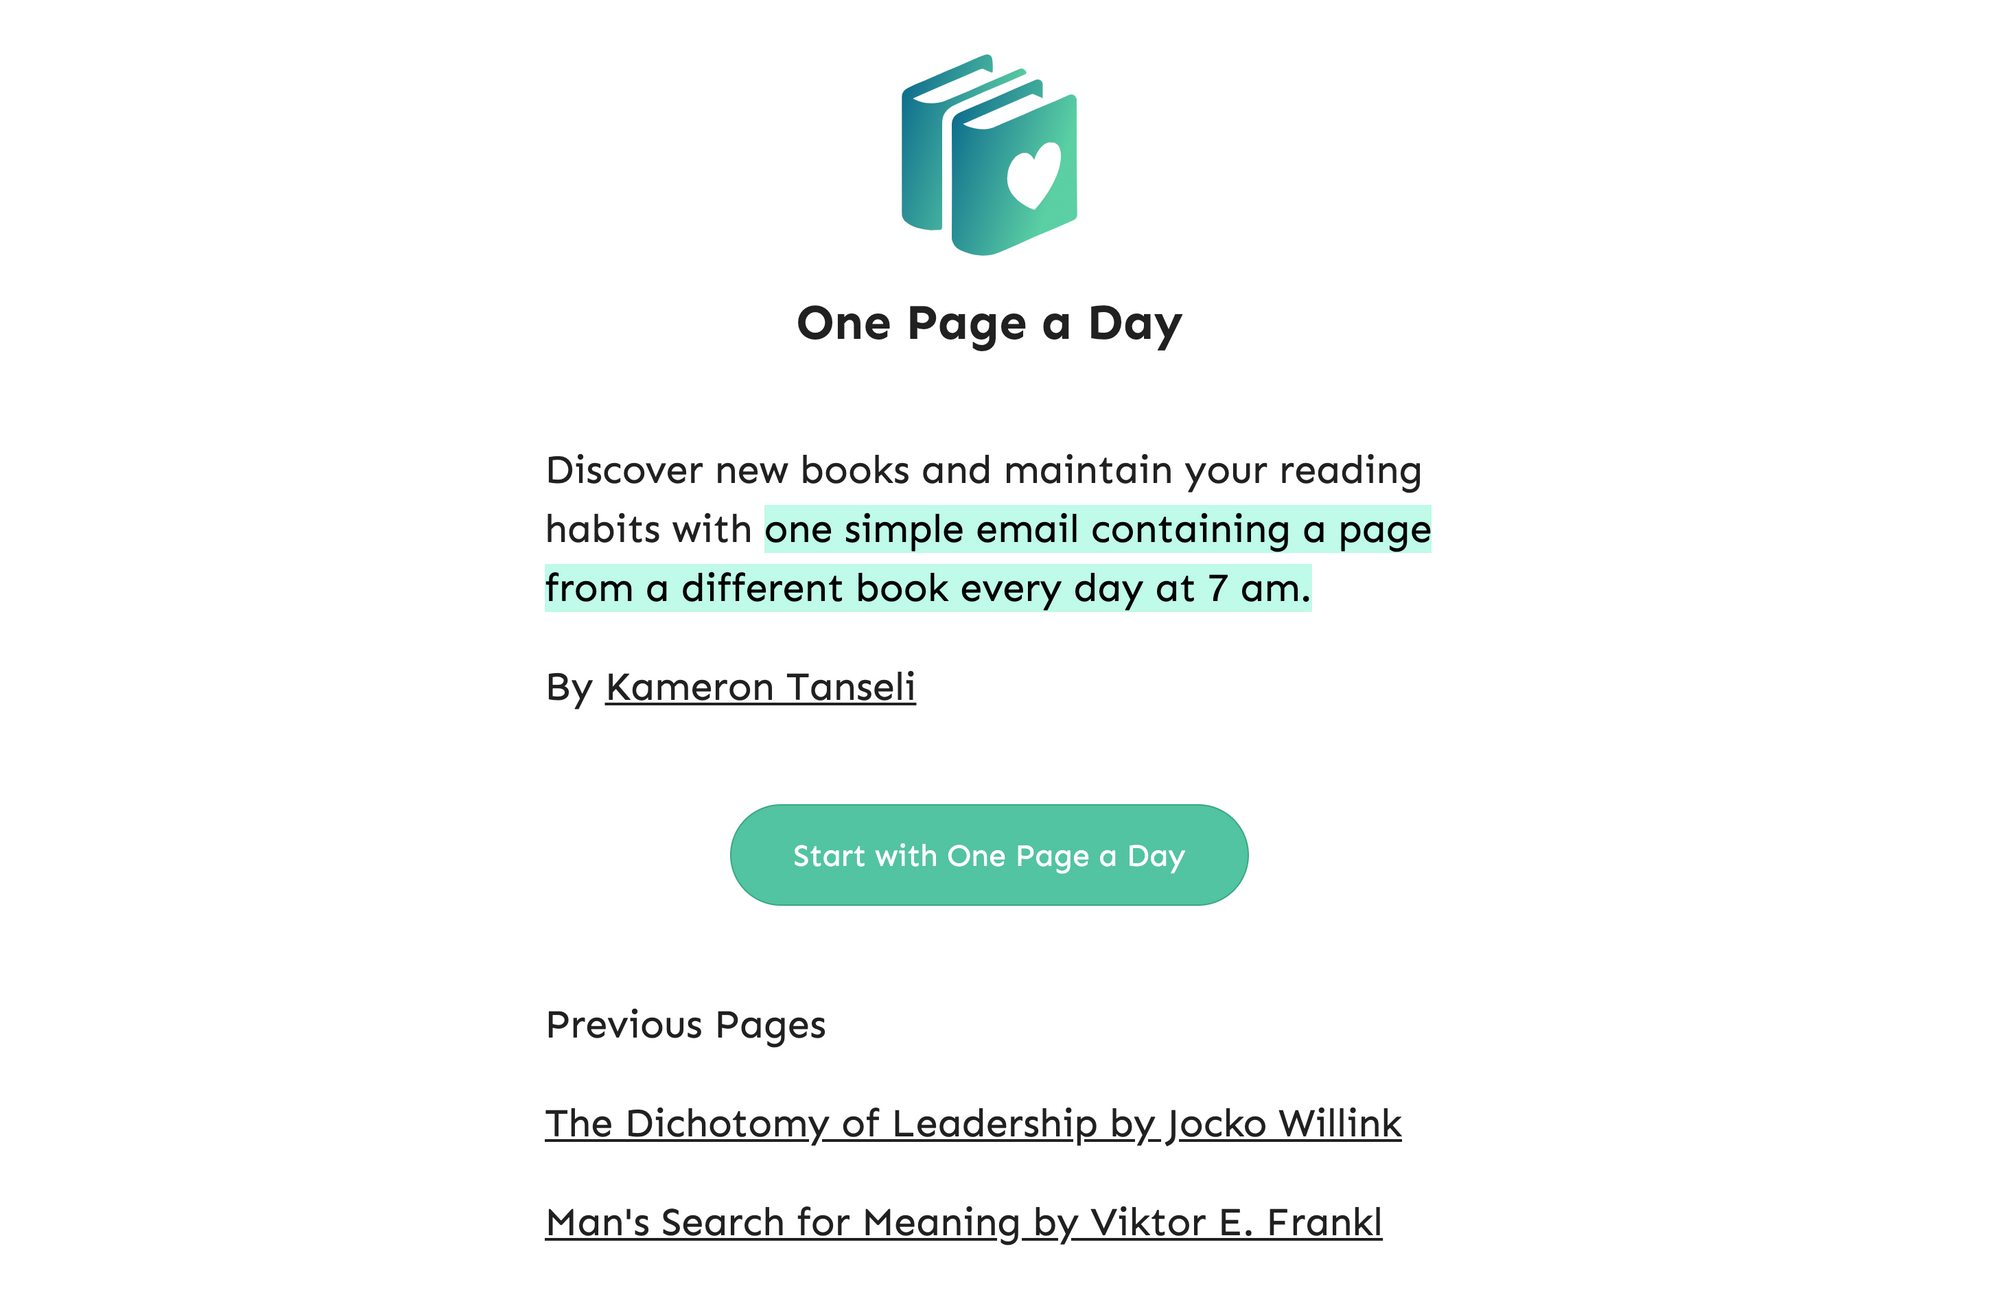 One Page a Day
Discover new books and maintain your reading
habits with one simple email containing a page
from a different book every day at 7 am.
By Kameron Tanseli
Start with One Page a Day
Previous Pages
The Dichotomy of Leadership by Jocko Willink
Man's Search for Meaning by Viktor E. Frankl